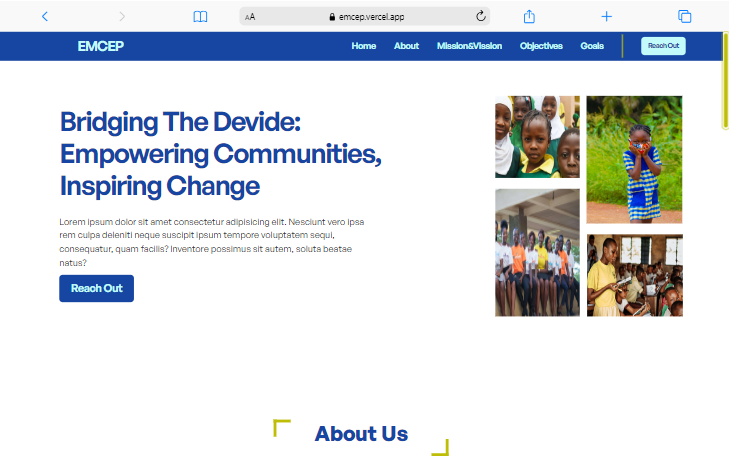 AA
emcep.vercel.app
EMCEP
Home
About
Mission&Vission
Objectives
Goals
Reach Out
Bridging The Devide:
Empowering Communities,
Inspiring Change
Lorem ipsum dolor sit amet consectetur adipisicing elit. Nesciunt vero ipsa
rem culpa deleniti neque suscipit ipsum tempore voluptatem sequi,
consequatur, quam facilis? Inventore possimus sit autem, soluta beatae
natus?
Reach Out
About Us